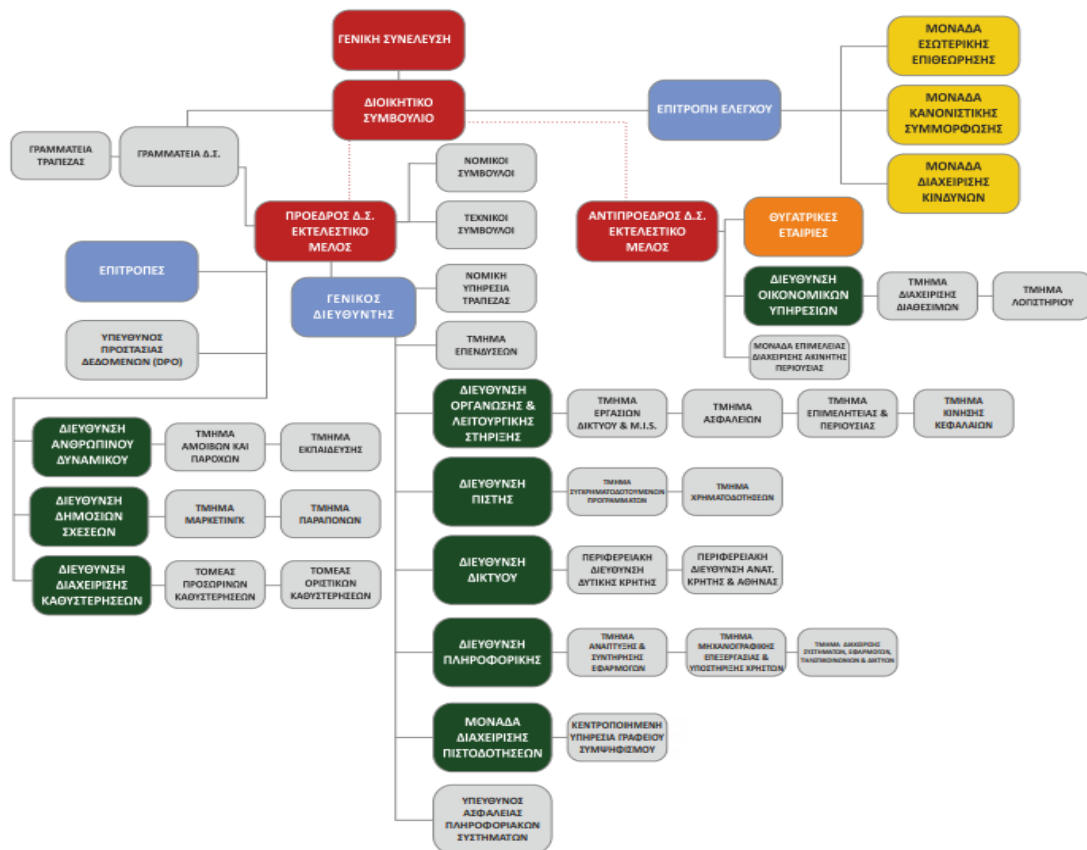 ΓΕΝΙΚΗ ΣΥΝΕΛΕΥΣΗ
ΔΙΟΙΚΗΤΙΚΟ
ΣΥΜΒΟΥΛΙΟ
ΕΠΙΤΡΟΠΗ ΕΛΕΓΧΟΥ
ΜΟΝΑΔΑ
ΕΣΩΤΕΡΙΚΗΣ
ΕΠΙΘΕΩΡΗΣΗΣ
ΜΟΝΑΔΑ
ΚΑΝΟΝΙΣΤΙΚΗΣ
ΣΥΜΜΟΡΦΩΣΗΣ
ΜΟΝΑΔΑ
ΔΙΑΧΕΙΡΙΣΗΣ
ΚΙΝΔΥΝΩΝ
ΓΡΑΜΜΑΤΕΙΑ
ΤΡΑΠΕΖΑΣ
ΓΡΑΜΜΑΤΕΙΑ Δ.Σ.
ΝΟΜΙΚΟΙ
ΣΥΜΒΟΥΛΟΙ
ΤΕΧΝΙΚΟΙ
ΣΥΜΒΟΥΛΟΙ
ΠΡΟΕΔΡΟΣ Δ.Σ.
ΕΚΤΕΛΕΣΤΙΚΟ
ΜΕΛΟΣ
ΑΝΤΙΠΡΟΕΔΡΟΣ Δ.Σ.
ΕΚΤΕΛΕΣΤΙΚΟ
ΜΕΛΟΣ
ΘΥΓΑΤΡΙΚΕΣ
ΕΤΑΙΡΙΕΣ
ΕΠΙΤΡΟΠΕΣ
ΓΕΝΙΚΟΣ
ΔΙΕΥΘΥΝΤΗΣ
ΝΟΜΙΚΗ
ΥΠΗΡΕΣΙΑ
ΤΡΑΠΕΖΑΣ
ΔΙΕΥΘΥΝΣΗ
ΟΙΚΟΝΟΜΙΚΩΝ
ΥΠΗΡΕΣΙΩΝ
ΤΜΗΜΑ
ΔΙΑΧΕΙΡΙΣΗΣ
ΔΙΑΘΕΣΙΜΩΝ
ΤΜΗΜΑ
ΛΟΓΙΣΤΗΡΙΟΥ
ΥΠΕΥΘΥΝΟΣ
ΠΡΟΣΤΑΣΙΑΣ
ΔΕΔΟΜΕΝΩΝ (DPO)
ΤΜΗΜΑ
ΕΠΕΝΔΥΣΕΩΝ
ΜΟΝΑΔΑ ΕΠΙΜΕΛΕΙΑΣ
ΔΙΑΧΕΙΡΙΣΗΣ ΑΚΙΝΗΤΗΣ
ΠΕΡΙΟΥΣΙΑΣ
ΔΙΕΥΘΥΝΣΗ
ΟΡΓΑΝΩΣΗΣ &
ΛΕΙΤΟΥΡΓΙΚΗΣ
ΣΤΗΡΙΞΗΣ
ΤΜΗΜΑ
ΕΡΓΑΣΙΩΝ
ΔΙΚΤΥΟΥ & M.I.S.
ΤΜΗΜΑ
ΑΣΦΑΛΕΙΩΝ
ΤΜΗΜΑ
ΕΠΙΜΕΛΗΤΕΙΑΣ &
ΠΕΡΙΟΥΣΙΑΣ
ΤΜΗΜΑ
ΚΙΝΗΣΗΣ
ΚΕΦΑΛΑΙΩΝ
ΔΙΕΥΘΥΝΣΗ
ΑΝΘΡΩΠΙΝΟΥ
ΔΥΝΑΜΙΚΟΥ
ΤΜΗΜΑ
ΑΜΟΙΒΩΝ ΚΑΙ
ΠΑΡΟΧΩΝ
ΤΜΗΜΑ
ΕΚΠΑΙΔΕΥΣΗΣ
ΔΙΕΥΘΥΝΣΗ
ΠΙΣΤΗΣ
ΤΜΗΜΑ
ΣΥΓΧΡΗΜΑΤΟΔΟΤΟΥΜΕΝΩΝ
ΠΡΟΓΡΑΜΜΑΤΩΝ
ΤΜΗΜΑ
ΧΡΗΜΑΤΟΔΟΤΗΣΕΩΝ
ΔΙΕΥΘΥΝΣΗ
ΔΗΜΟΣΙΩΝ
ΣΧΕΣΕΩΝ
ΤΜΗΜΑ
ΜΑΡΚΕΤΙΝΓΚ
ΤΜΗΜΑ
ΠΑΡΑΠΟΝΩΝ
ΔΙΕΥΘΥΝΣΗ
ΔΙΚΤΥΟΥ
ΠΕΡΙΦΕΡΕΙΑΚΗ
ΔΙΕΥΘΥΝΣΗ
ΔΥΤΙΚΗΣ ΚΡΗΤΗΣ
ΠΕΡΙΦΕΡΕΙΑΚΗ
ΔΙΕΥΘΥΝΣΗ ΑΝΑΤ.
ΚΡΗΤΗΣ & ΑΘΗΝΑΣ
ΔΙΕΥΘΥΝΣΗ
ΔΙΑΧΕΙΡΙΣΗΣ
ΚΑΘΥΣΤΕΡΗΣΕΩΝ
ΤΟΜΕΑΣ
ΠΡΟΣΩΡΙΝΩΝ
ΚΑΘΥΣΤΕΡΗΣΕΩΝ
ΤΟΜΕΑΣ
ΟΡΙΣΤΙΚΩΝ
ΚΑΘΥΣΤΕΡΗΣΕΩΝ
ΔΙΕΥΘΥΝΣΗ
ΠΛΗΡΟΦΟΡΙΚΗΣ
ΤΜΗΜΑ
ΑΝΑΠΤΥΞΗΣ &
ΣΥΝΤΗΡΗΣΗΣ
ΕΦΑΡΜΟΓΩΝ
ΤΜΗΜΑ
ΜΗΧΑΝΟΓΡΑΦΙΚΗΣ
ΕΠΕΞΕΡΓΑΣΙΑΣ &
ΥΠΟΣΤΗΡΙΞΗΣ ΧΡΗΣΤΩΝ
ΤΜΗΜΑ ΔΙΑΧΕΙΡΙΣΗΣ
ΣΥΣΤΗΜΑΤΩΝ, ΕΦΑΡΜΟΓΩΝ,
ΤΗΛΕΠΙΚΟΙΝΩΝΙΩΝ & ΔΙΚΤΥΩΝ
ΜΟΝΑΔΑ
ΔΙΑΧΕΙΡΙΣΗΣ
ΠΙΣΤΟΔΟΤΗΣΕΩΝ
ΚΕΝΤΡΟΠΟΙΗΜΕΝΗ
ΥΠΗΡΕΣΙΑ ΓΡΑΦΕΙΟΥ
ΣΥΜΨΗΦΙΣΜΟΥ
ΥΠΕΥΘΥΝΟΣ
ΑΣΦΑΛΕΙΑΣ
ΠΛΗΡΟΦΟΡΙΑΚΩΝ
ΣΥΣΤΗΜΑΤΩΝ